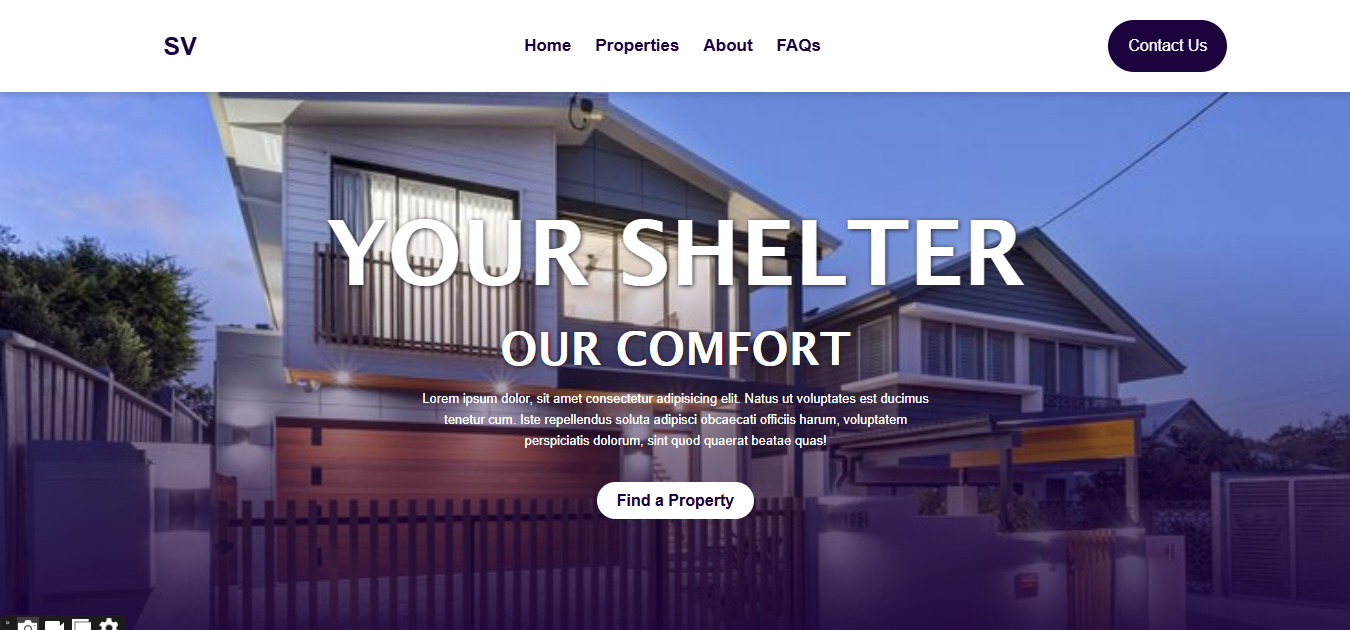 SV
Home Properties About FAQs
Contact Us
YOUR SHELTER
OUR COMFORT
Lorem ipsum dolor, sit amet consectetur adipisicing elit. Natus ut voluptates est ducimus
tenetur cum. Iste repellendus soluta adipisci obcaecati officiis harum, voluptatem
perspiciatis dolorum, sint quod quaerat beatae quas!
Find a Property